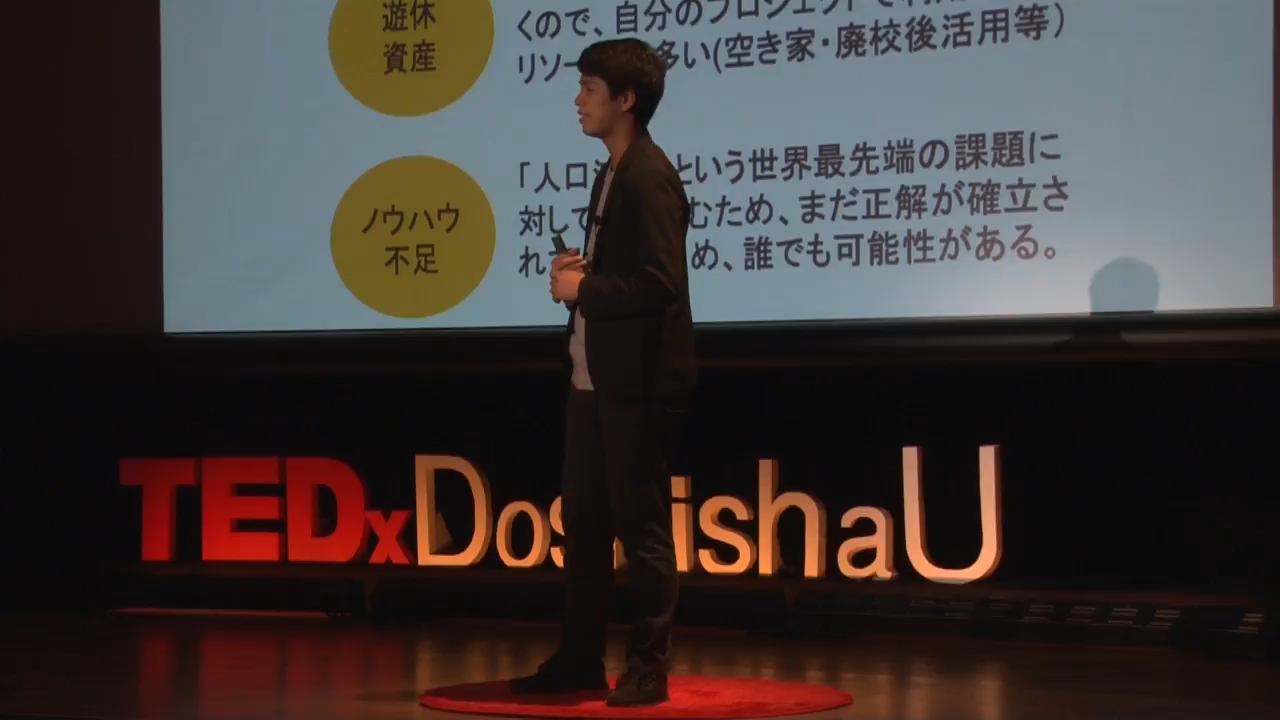 遊休
資産
くので、自分のプロジェクトで
リソー 多い(空き家・廃校後活用等)
ノウハウ
不足
「人口 という世界最先端の課題に
対して むため、まだ正解が確立さ
れ め、誰でも可能性がある。
TEDxDos ishaU